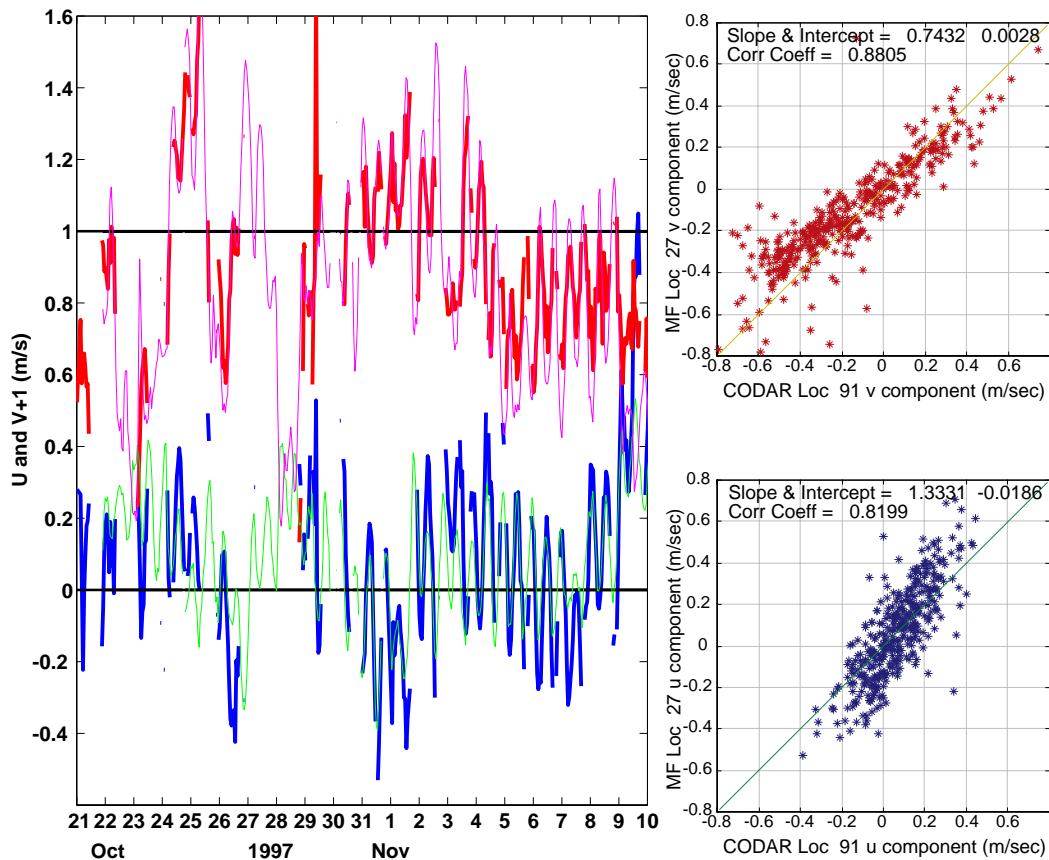 U and V+1 (m/s)
1.6
1.4
1.2
1
0.8
0.6
0.4
0.2
0
-0.2
-0.4
21 22 23 24 25 26 27 28 29 30 31 1 2 3 4 5 6 7 8 9 10
Oct 1997 Nov
MF Loc 27 v component (m/sec)
Slope & Intercept = 0.7432 0.0028
Corr Coeff = 0.8805
0.8
0.6
0.4
0.2
0
-0.2
-0.4
-0.6
-0.8
-0.8 -0.6 -0.4 -0.2 0 0.2 0.4 0.6
CODAR Loc 91 v component (m/sec)
MF Loc 27 u component (m/sec)
Slope & Intercept = 1.3331 -0.0186
Corr Coeff = 0.8199
0.8
0.6
0.4
0.2
0
-0.2
-0.4
-0.6
-0.8
-0.8 -0.6 -0.4 -0.2 0 0.2 0.4 0.6
CODAR Loc 91 u component (m/sec)